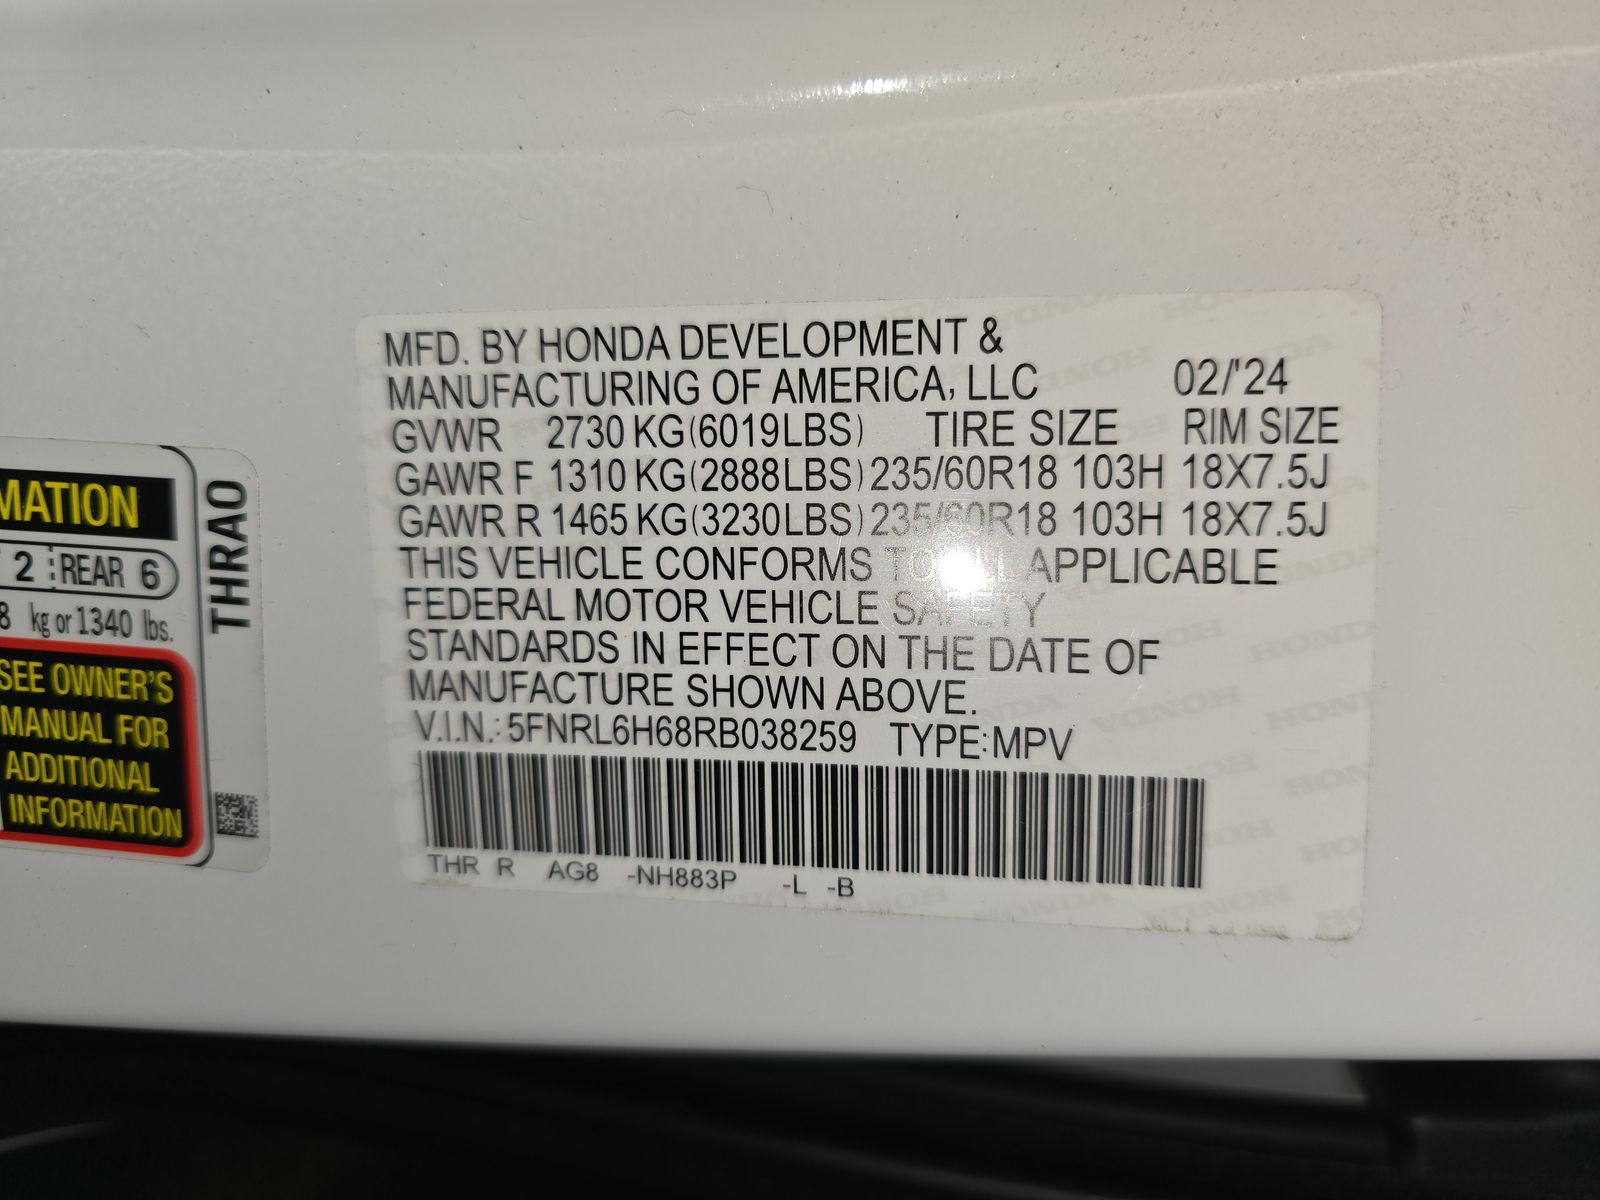 MATION
2 REAR 6
8 kg or 1340 lbs.
SEE OWNER'S
MANUAL FOR
ADDITIONAL
INFORMATION
THRA0
MFD. BY HONDA DEVELOPMENT &
MANUFACTURING OF AMERICA, LLC 02/'24
GVWR 2730 KG(6019LBS) TIRE SIZE RIM SIZE
GAWR F 1310 KG(2888LBS) 235/60R18 103H 18X7.5J
GAWR R 1465 KG(3230LBS) 235/60R18 103H 18X7.5J
THIS VEHICLE CONFORMS TO ALL APPLICABLE
FEDERAL MOTOR VEHICLE SAFETY
STANDARDS IN EFFECT ON THE DATE OF
MANUFACTURE SHOWN ABOVE.
V.I.N.: 5FNRL6H68RB038259 TYPE:MPV
THR R AG8 -NH883P -L -B